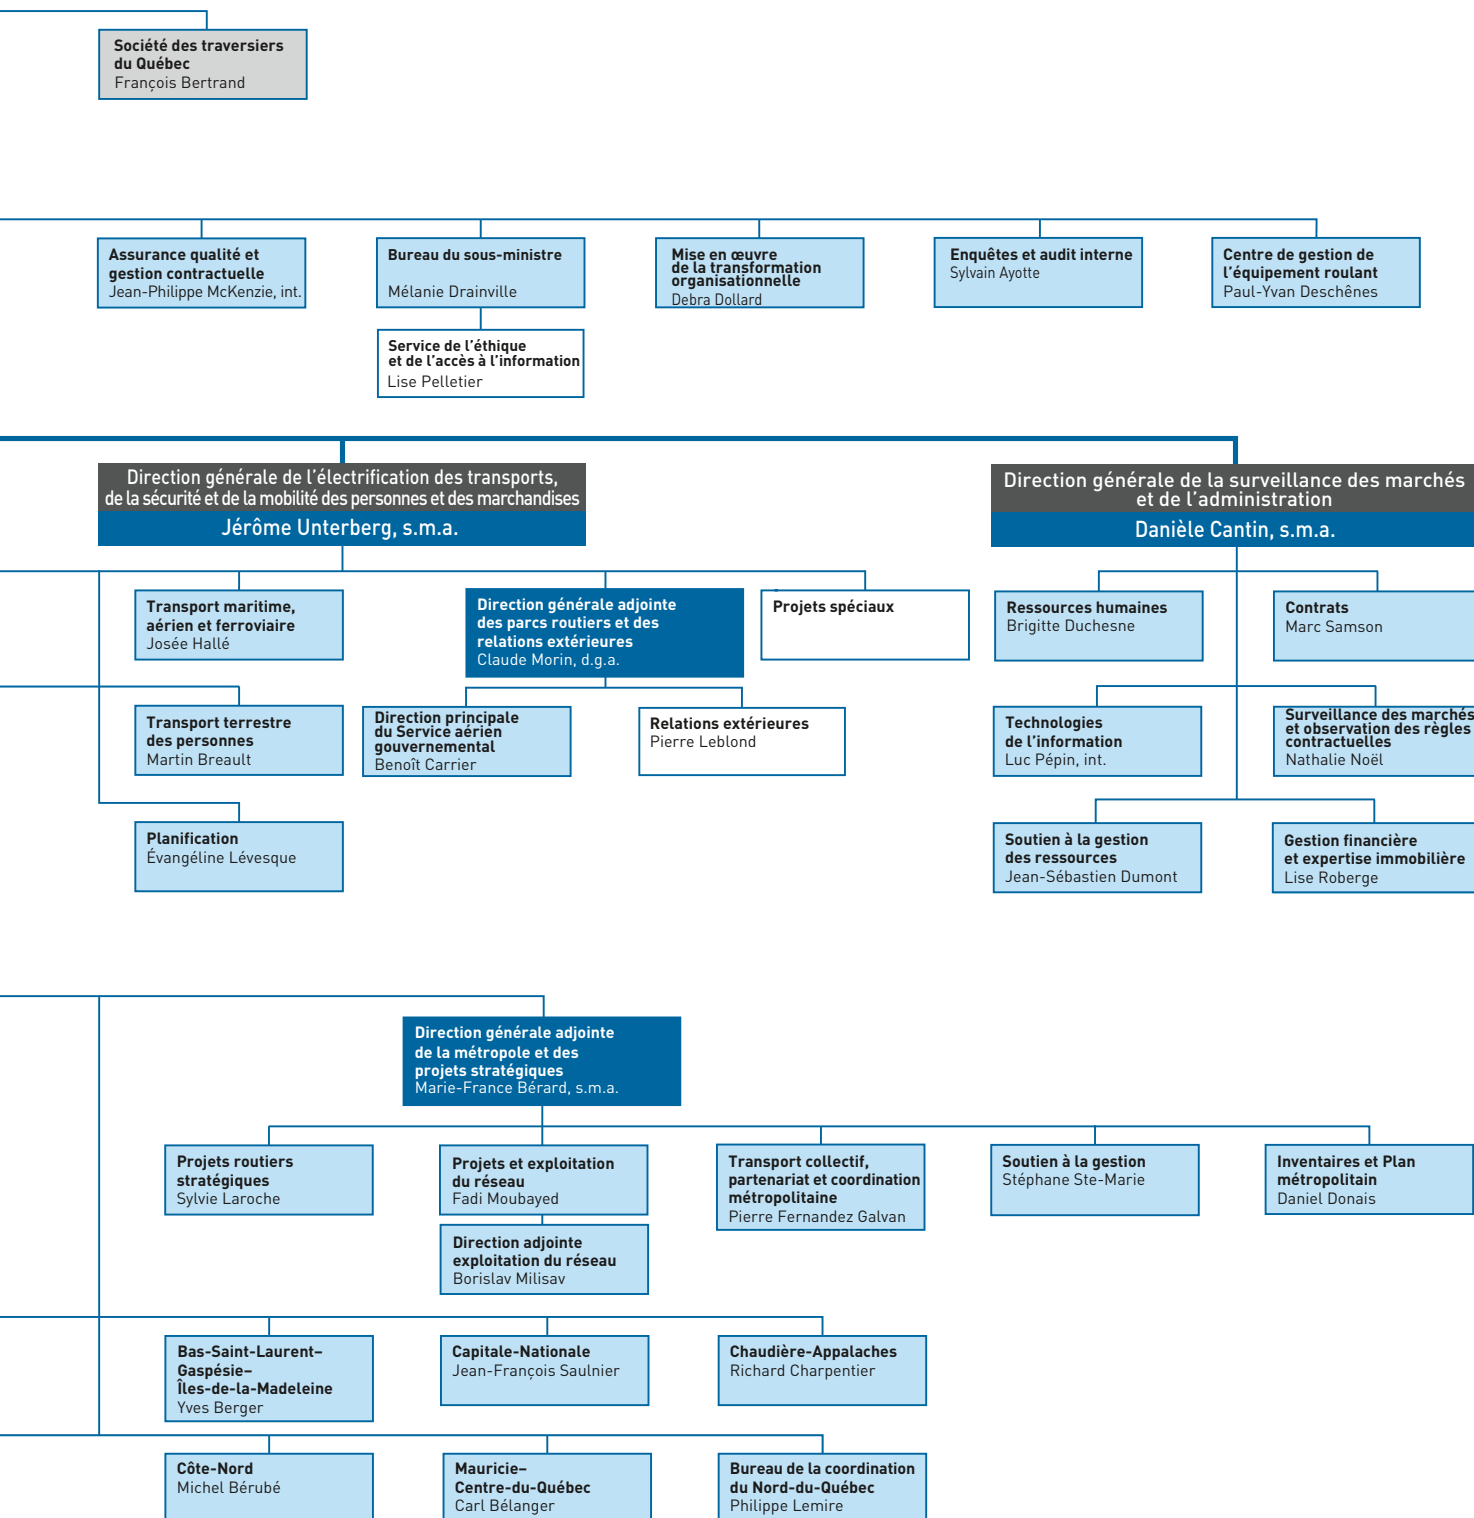 Société des traversiers
du Québec
François Bertrand
Assurance qualité et
gestion contractuelle
Jean-Philippe McKenzie, int.
Bureau du sous-ministre
Mélanie Drainville
Mise en œuvre
de la transformation
organisationnelle
Debra Dollard
Enquêtes et audit interne
Sylvain Ayotte
Centre de gestion de
l'équipement roulant
Paul-Yvan Deschênes
Service de l'éthique
et de l'accès à l'information
Lise Pelletier
Direction générale de l'électrification des transports,
de la sécurité et de la mobilité des personnes et des marchandises
Jérôme Unterberg, s.m.a.
Direction générale de la surveillance des marchés
et de l'administration
Danièle Cantin, s.m.a.
Transport maritime,
aérien et ferroviaire
Josée Hallé
Direction générale adjointe
des parcs routiers et des
relations extérieures
Claude Morin, d.g.a.
Projets spéciaux
Ressources humaines
Brigitte Duchesne
Contrats
Marc Samson
Transport terrestre
des personnes
Martin Breault
Direction principale
du Service aérien
gouvernemental
Benoît Carrier
Relations extérieures
Pierre Leblond
Technologies
de l'information
Luc Pépin, int.
Surveillance des marchés
et observation des règles
contractuelles
Nathalie Noël
Planification
Évangéline Lévesque
Soutien à la gestion
des ressources
Jean-Sébastien Dumont
Gestion financière
et expertise immobilière
Lise Roberge
Direction générale adjointe
de la métropole et des
projets stratégiques
Marie-France Bérard, s.m.a.
Projets routiers
stratégiques
Sylvie Laroche
Projets et exploitation
du réseau
Fadi Moubayed
Transport collectif,
partenariat et coordination
métropolitaine
Pierre Fernandez Galvan
Soutien à la gestion
Stéphane Ste-Marie
Inventaires et Plan
métropolitain
Daniel Donais
Direction adjointe
exploitation du réseau
Borislav Milisav
Bas-Saint-Laurent–
Gaspésie–
Îles-de-la-Madeleine
Yves Berger
Capitale-Nationale
Jean-François Saulnier
Chaudière-Appalaches
Richard Charpentier
Côte-Nord
Michel Bérubé
Mauricie–
Centre-du-Québec
Carl Bélanger
Bureau de la coordination
du Nord-du-Québec
Philippe Lemire